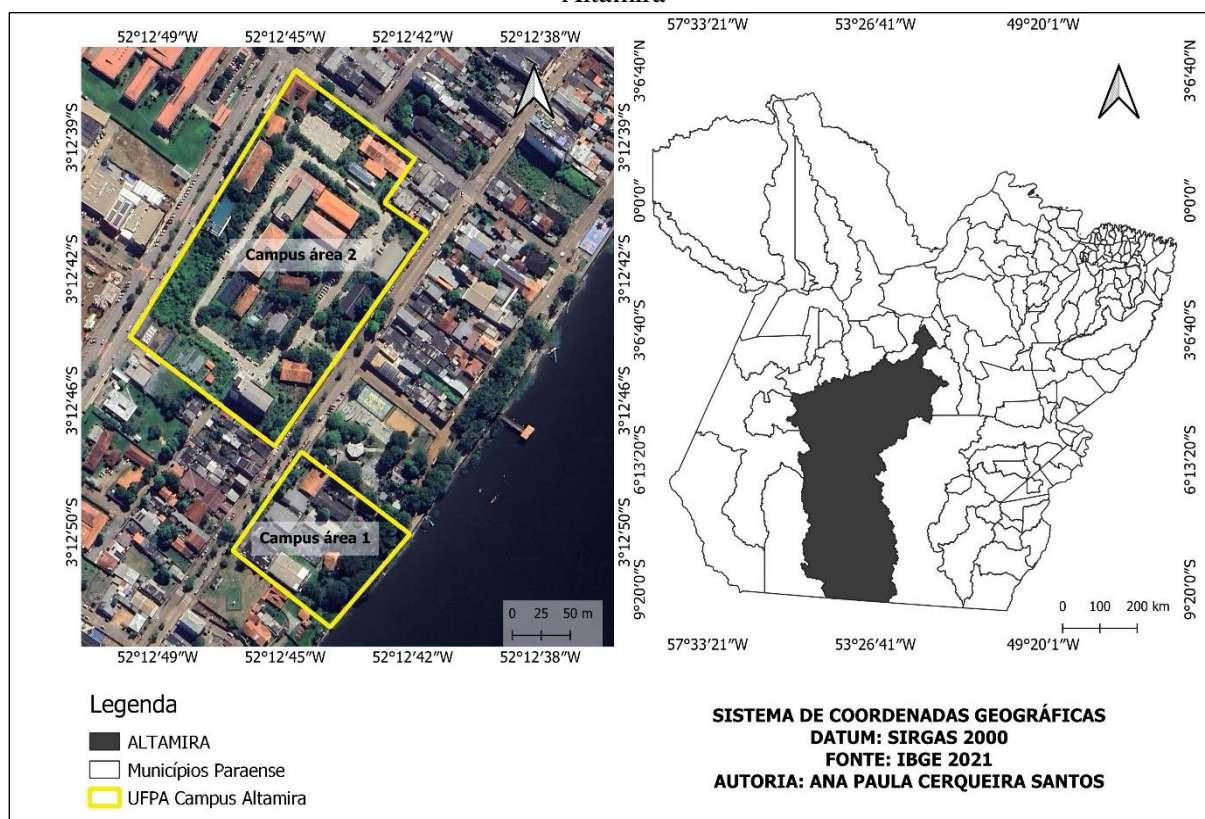 Altamira
52°12′49″W 52°12′45″W 52°12′42″W 52°12′38″W
57°33′21″W 53°26′41″W 49°20′1″W
3°12′39″S
3°12′42″S
3°12′46″S
3°12′50″S
Campus área 2
Campus área 1
0 25 50 m
3°12′39″S
3°12′42″S
3°12′46″S
3°12′50″S
52°12′49″W 52°12′45″W 52°12′42″W 52°12′38″W
3°6′40″N
0°0′0″
3°6′40″S
6°13′20″S
9°20′0″S
0 100 200 km
57°33′21″W 53°26′41″W 49°20′1″W
Legenda
ALTAMIRA
Municípios Paraense
UFPA Campus Altamira
SISTEMA DE COORDENADAS GEOGRÁFICAS
DATUM: SIRGAS 2000
FONTE: IBGE 2021
AUTORIA: ANA PAULA CERQUEIRA SANTOS